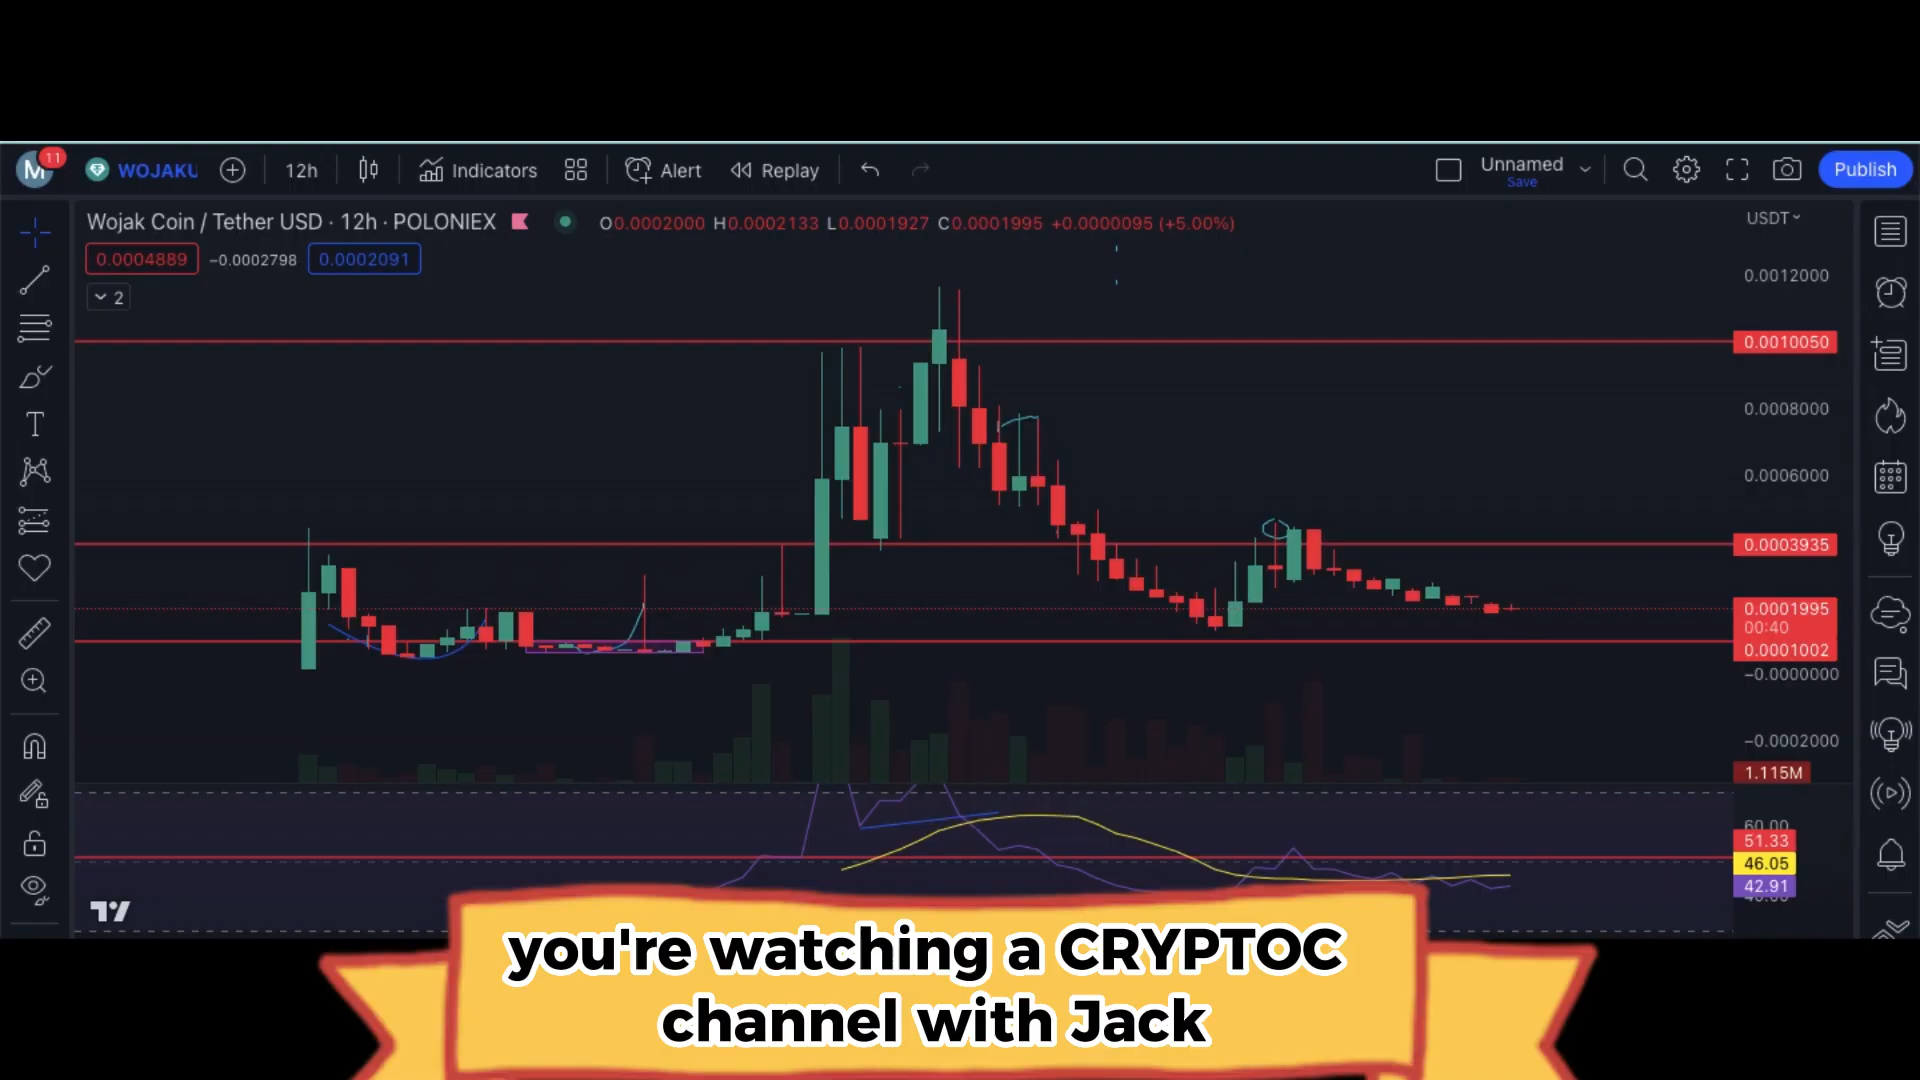 M 11 WOJAKU 12h Indicators Alert Replay Unnamed Save Publish
Wojak Coin / Tether USD · 12h · POLONIEX O0.0002000 H0.0002133 L0.0001927 C0.0001995 +0.0000095 (+5.00%) USDT
0.0004889 −0.0002798 0.0002091
2
0.0012000
0.0010050
0.0008000
0.0006000
0.0003935
0.0001995
00:40
0.0001002
−0.0000000
−0.0002000
1.115M
60.00
51.33
46.05
42.91
you're watching a CRYPTOC
channel with Jack